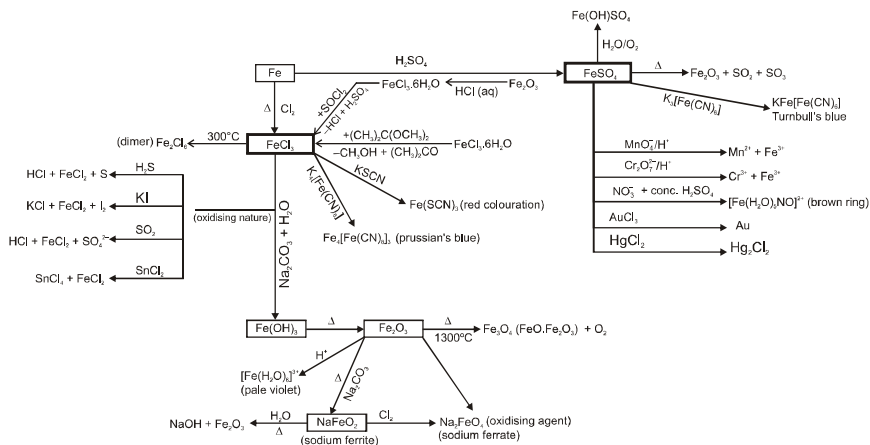 Fe(OH)SO₄
H₂O/O₂
H₂SO₄
Fe
FeSO₄
Δ
Fe₂O₃ + SO₂ + SO₃
FeCl₃.6H₂O
HCl (aq)
Fe₂O₃
+SOCl₂
–HCl + H₂SO₄
Δ Cl₂
K₃[Fe(CN)₆]
KFe[Fe(CN)₆]
Turnbull's blue
(dimer) Fe₂Cl₆
300°C
FeCl₃
+(CH₃)₂C(OCH₃)₂
–CH₃OH + (CH₃)₂CO
FeCl₃.6H₂O
MnO₄⁻/H⁺
Mn²⁺ + Fe³⁺
HCl + FeCl₂ + S
H₂S
Cr₂O₇²⁻/H⁺
Cr³⁺ + Fe³⁺
KCl + FeCl₂ + I₂
KI
(oxidising nature)
K₄[Fe(CN)₆]
KSCN
Fe(SCN)₃ (red colouration)
NO₃⁻ + conc. H₂SO₄
[Fe(H₂O)₅NO]²⁺ (brown ring)
HCl + FeCl₂ + SO₄²⁻
SO₂
Na₂CO₃ + H₂O
Fe₄[Fe(CN)₆]₃ (prussian's blue)
AuCl₃
Au
HgCl₂
Hg₂Cl₂
SnCl₄ + FeCl₂
SnCl₂
Fe(OH)₃
Δ
Fe₂O₃
Δ
1300°C
Fe₃O₄ (FeO.Fe₂O₃) + O₂
H⁺
[Fe(H₂O)₆]³⁺
(pale violet)
Δ
Na₂CO₃
NaOH + Fe₂O₃
H₂O
Δ
NaFeO₂
(sodium ferrite)
Cl₂
Na₂FeO₄ (oxidising agent)
(sodium ferrate)